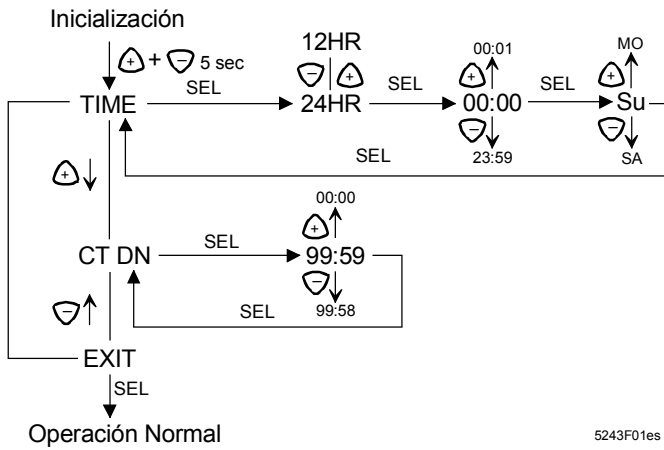 Inicialización
+ + − 5 sec
12HR
00:01
MO
− +
+
+
TIME SEL 24HR SEL 00:00 SEL Su
−
−
23:59
SA
SEL
+
00:00
+
CT DN SEL 99:59
−
−
SEL 99:58
EXIT
SEL
Operación Normal
5243F01es